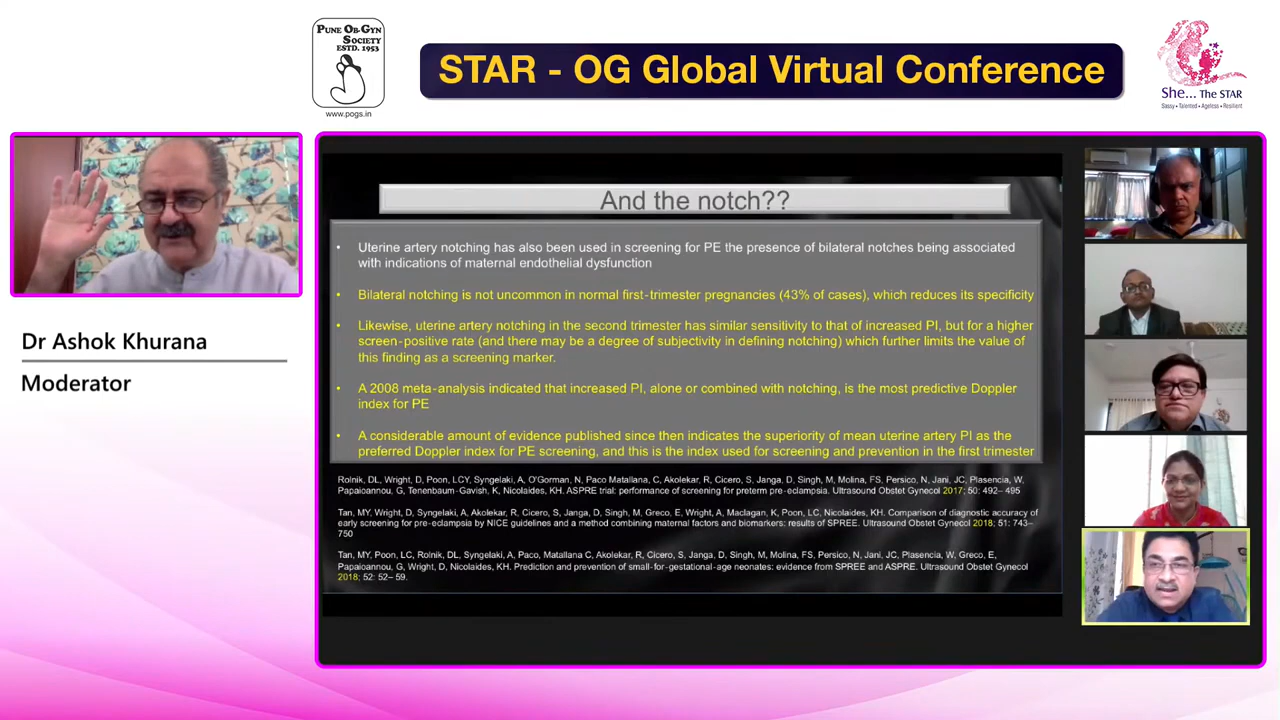 PUNE OB-GYN
SOCIETY
ESTD. 1953
www.pogs.in
STAR - OG Global Virtual Conference
She... The STAR
Sassy • Talented • Ageless • Resilient
Dr Ashok Khurana
Moderator
And the notch??
• Uterine artery notching has also been used in screening for PE the presence of bilateral notches being associated
with indications of maternal endothelial dysfunction
• Bilateral notching is not uncommon in normal first-trimester pregnancies (43% of cases), which reduces its specificity
• Likewise, uterine artery notching in the second trimester has similar sensitivity to that of increased PI, but for a higher
screen-positive rate (and there may be a degree of subjectivity in defining notching) which further limits the value of
this finding as a screening marker.
• A 2008 meta-analysis indicated that increased PI, alone or combined with notching, is the most predictive Doppler
index for PE
• A considerable amount of evidence published since then indicates the superiority of mean uterine artery PI as the
preferred Doppler index for PE screening, and this is the index used for screening and prevention in the first trimester
Rolnik, DL, Wright, D, Poon, LCY, Syngelaki, A, O'Gorman, N, Paco Matallana, C, Akolekar, R, Cicero, S, Janga, D, Singh, M, Molina, FS, Persico, N, Jani, JC, Plasencia, W,
Papaioannou, G, Tenenbaum-Gavish, K, Nicolaides, KH. ASPRE trial: performance of screening for preterm pre-eclampsia. Ultrasound Obstet Gynecol 2017; 50: 492– 495
Tan, MY, Wright, D, Syngelaki, A, Akolekar, R, Cicero, S, Janga, D, Singh, M, Greco, E, Wright, A, Maclagan, K, Poon, LC, Nicolaides, KH. Comparison of diagnostic accuracy of
early screening for pre-eclampsia by NICE guidelines and a method combining maternal factors and biomarkers: results of SPREE. Ultrasound Obstet Gynecol 2018; 51: 743–
750
Tan, MY, Poon, LC, Rolnik, DL, Syngelaki, A, Paco, Matallana C, Akolekar, R, Cicero, S, Janga, D, Singh, M, Molina, FS, Persico, N, Jani, JC, Plasencia, W, Greco, E,
Papaioannou, G, Wright, D, Nicolaides, KH. Prediction and prevention of small-for-gestational-age neonates: evidence from SPREE and ASPRE. Ultrasound Obstet Gynecol
2018; 52: 52– 59.